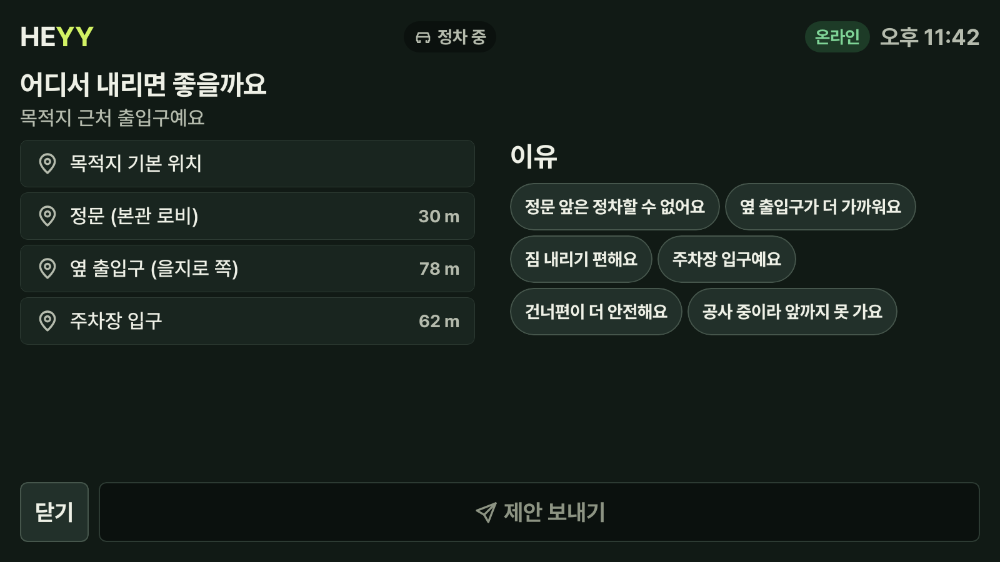 HEYY
정차 중
온라인
오후 11:42
어디서 내리면 좋을까요
목적지 근처 출입구예요
목적지 기본 위치
정문 (본관 로비)
30 m
옆 출입구 (을지로 쪽)
78 m
주차장 입구
62 m
이유
정문 앞은 정차할 수 없어요
옆 출입구가 더 가까워요
짐 내리기 편해요
주차장 입구예요
건너편이 더 안전해요
공사 중이라 앞까지 못 가요
닫기
제안 보내기